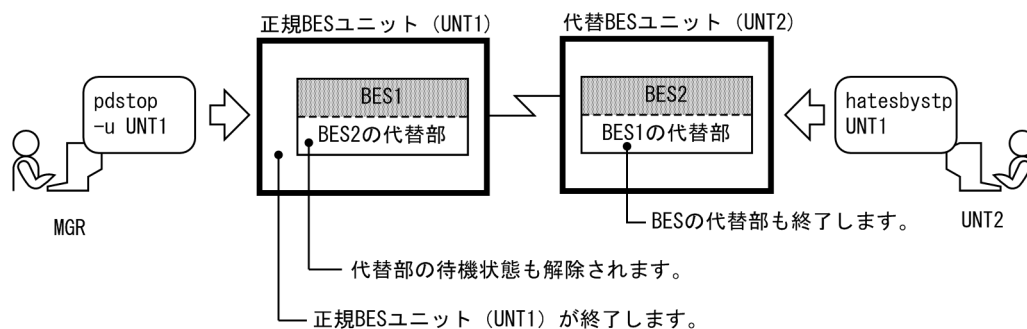 正規BESユニット（UNT1）
代替BESユニット（UNT2）
pdstop
-u UNT1
BES1
BES2の代替部
BES2
BES1の代替部
hatesbystp
UNT1
MGR
UNT2
BESの代替部も終了します。
代替部の待機状態も解除されます。
正規BESユニット（UNT1）が終了します。